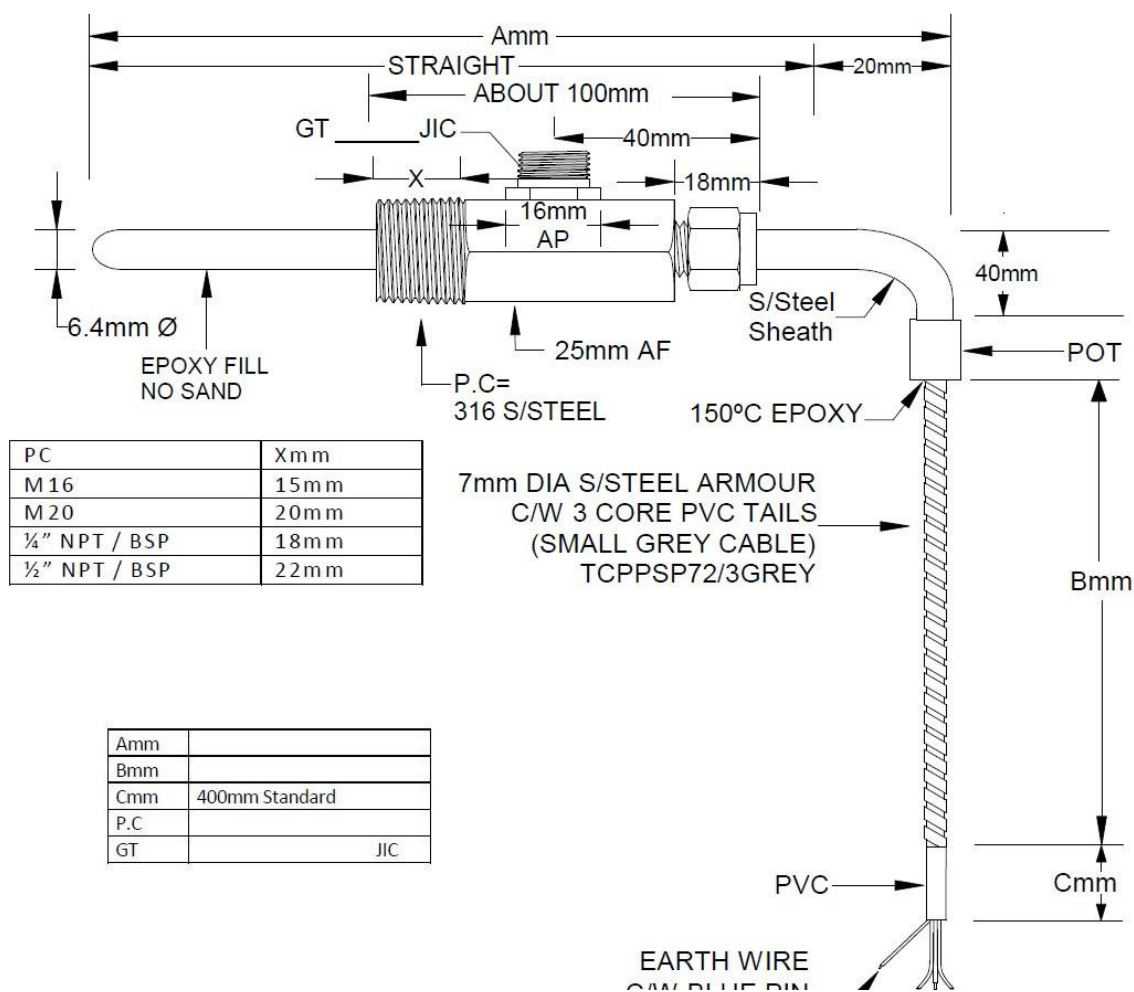 Amm
STRAIGHT
20mm
ABOUT 100mm
GT ______JIC
40mm
X
18mm
16mm
AP
6.4mm Ø
EPOXY FILL
NO SAND
25mm AF
P.C=
316 S/STEEL
S/Steel
Sheath
40mm
POT
150ºC EPOXY
PC Xmm
M16 15mm
M20 20mm
¼” NPT / BSP 18mm
½” NPT / BSP 22mm
7mm DIA S/STEEL ARMOUR
C/W 3 CORE PVC TAILS
(SMALL GREY CABLE)
TCPPSP72/3GREY
Bmm
Amm
Bmm
Cmm 400mm Standard
P.C
GT JIC
PVC
Cmm
EARTH WIRE
C/W BLUE PIN